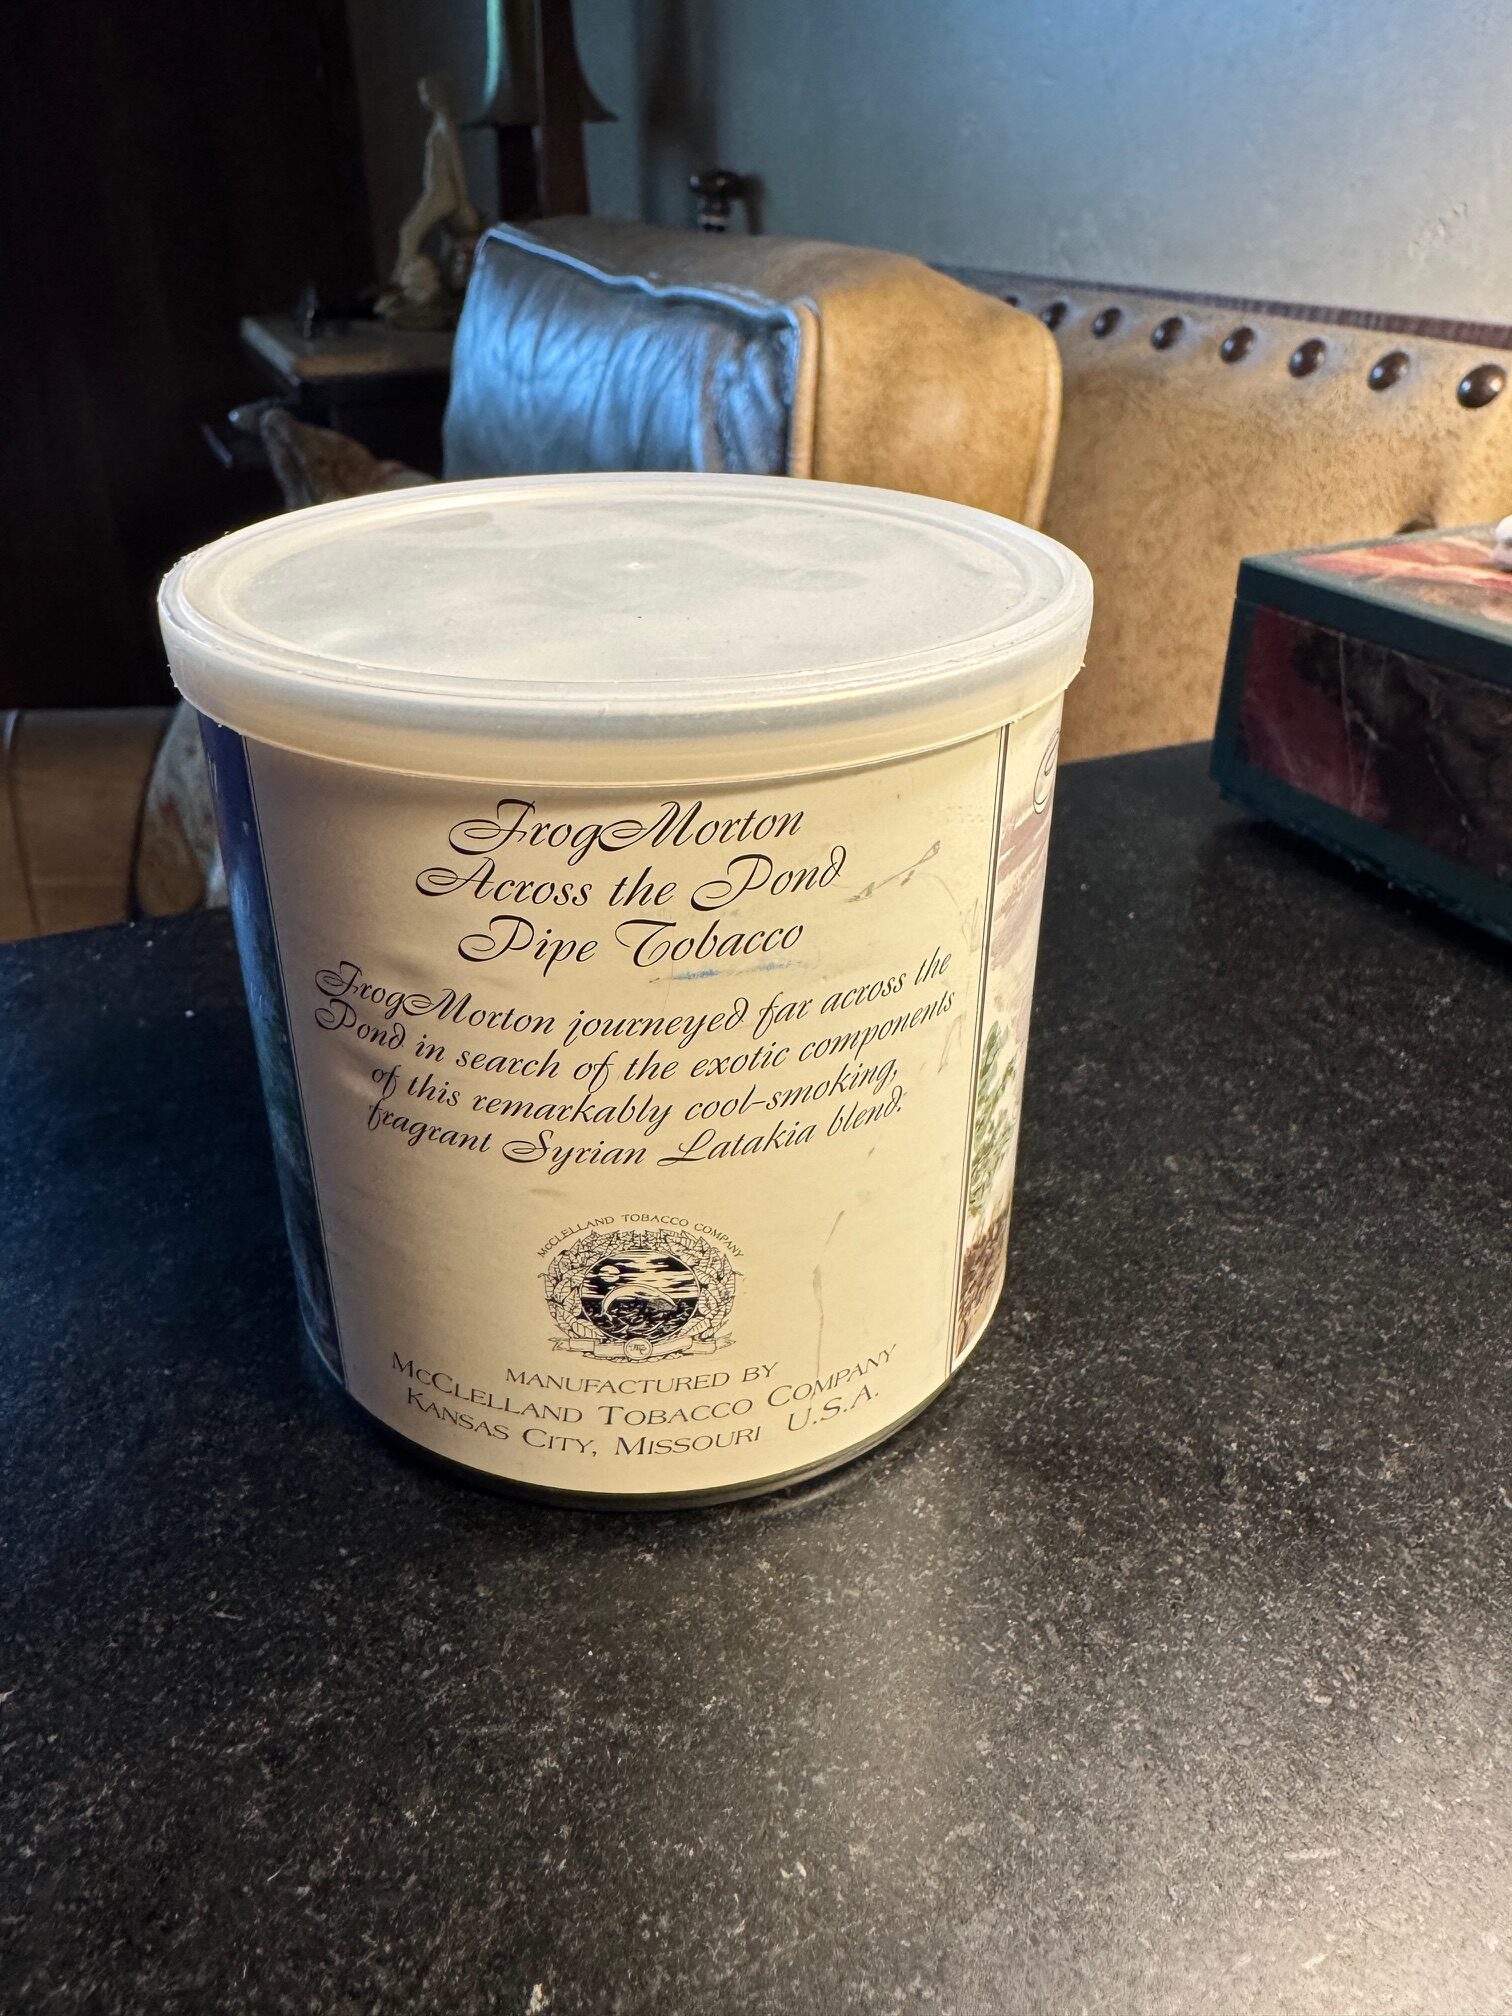 FrogMorton
Across the Pond
Pipe Tobacco
FrogMorton journeyed far across the
Pond in search of the exotic components
of this remarkably cool-smoking,
fragrant Syrian Latakia blend.
McCLELLAND TOBACCO COMPANY
MANUFACTURED BY
McCLELLAND TOBACCO COMPANY
KANSAS CITY, MISSOURI U.S.A.